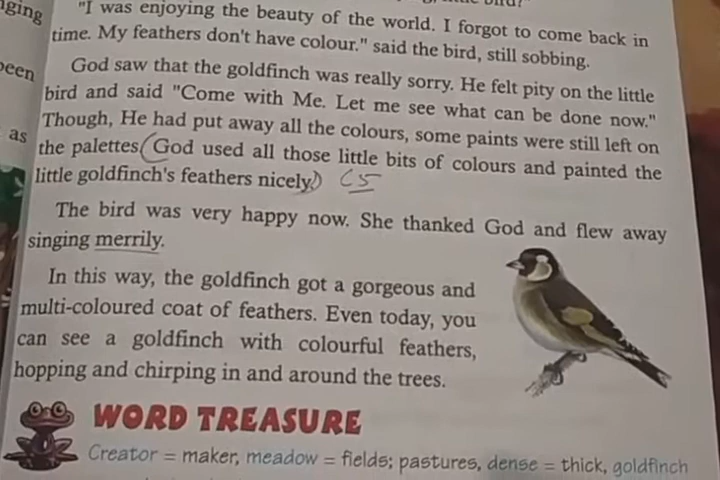 nging
been
as
bird?"
"I was enjoying the beauty of the world. I forgot to come back in
time. My feathers don't have colour." said the bird, still sobbing.
God saw that the goldfinch was really sorry. He felt pity on the little
bird and said "Come with Me. Let me see what can be done now."
Though, He had put away all the colours, some paints were still left on
the palettes. (God used all those little bits of colours and painted the
little goldfinch's feathers nicely.) (5
The bird was very happy now. She thanked God and flew away
singing merrily.
In this way, the goldfinch got a gorgeous and
multi-coloured coat of feathers. Even today, you
can see a goldfinch with colourful feathers,
hopping and chirping in and around the trees.
WORD TREASURE
Creator = maker, meadow = fields; pastures, dense = thick, goldfinch